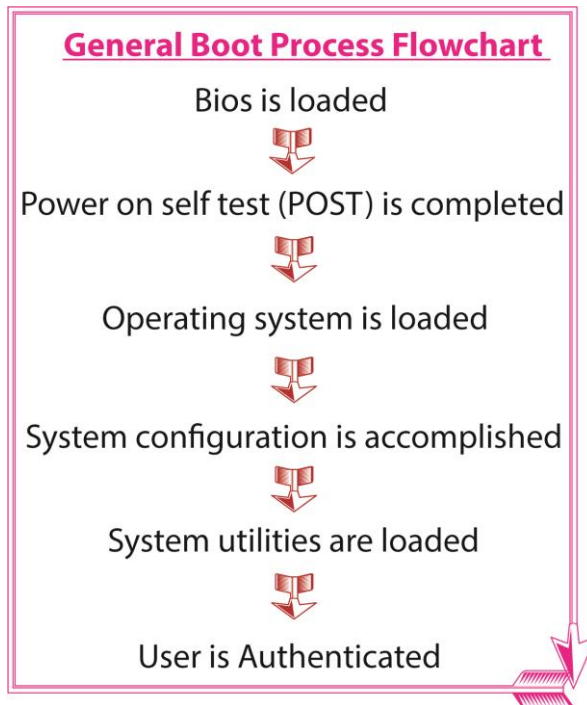 General Boot Process Flowchart
Bios is loaded
Power on self test (POST) is completed
Operating system is loaded
System configuration is accomplished
System utilities are loaded
User is Authenticated